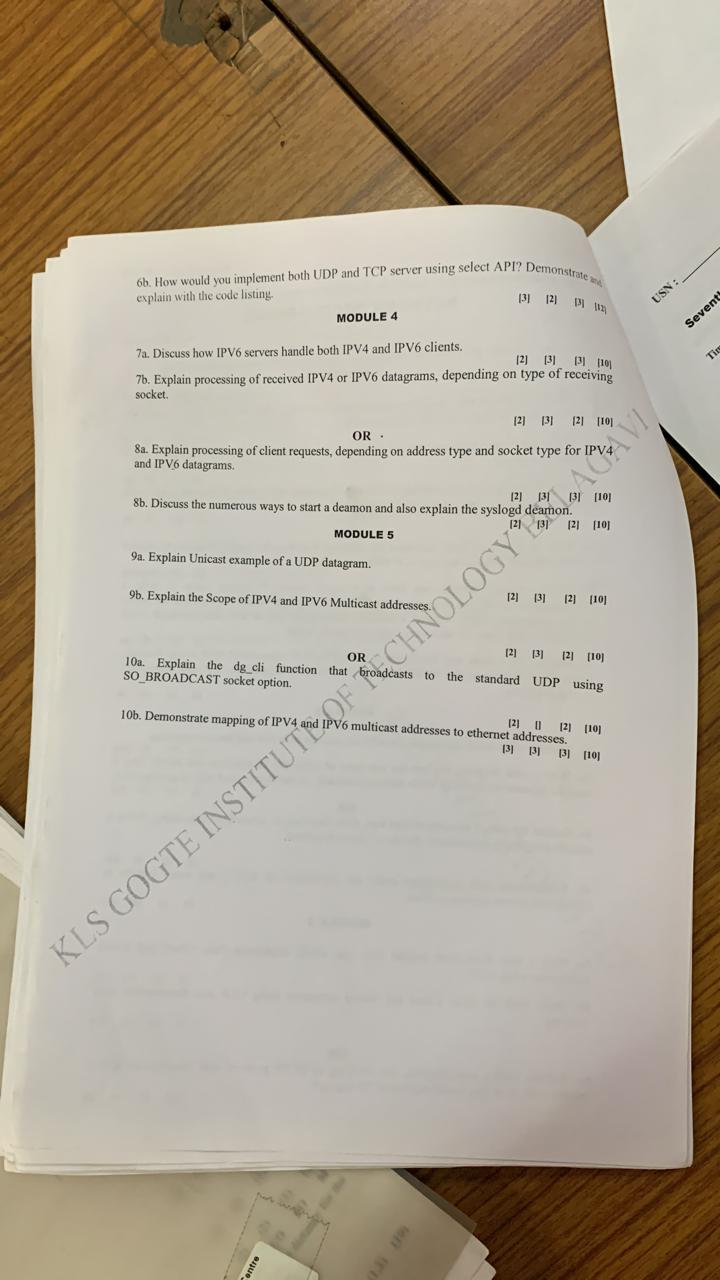 6b. How would you implement both UDP and TCP server using select API? Demonstrate and
explain with the code listing.
[3] [2] [3] [12]
MODULE 4
7a. Discuss how IPV6 servers handle both IPV4 and IPV6 clients.
[2] [3] [3] [10]
7b. Explain processing of received IPV4 or IPV6 datagrams, depending on type of receiving
socket.
[2] [3] [2] [10]
OR
8a. Explain processing of client requests, depending on address type and socket type for IPV4
and IPV6 datagrams.
[2] [3] [3] [10]
8b. Discuss the numerous ways to start a deamon and also explain the syslogd deamon.
[2] [3] [2] [10]
MODULE 5
9a. Explain Unicast example of a UDP datagram.
[2] [3] [2] [10]
9b. Explain the Scope of IPV4 and IPV6 Multicast addresses.
[2] [3] [2] [10]
OR
10a. Explain the dg_cli function that broadcasts to the standard UDP using
SO_BROADCAST socket option.
[2] [] [2] [10]
10b. Demonstrate mapping of IPV4 and IPV6 multicast addresses to ethernet addresses.
[3] [3] [3] [10]
KLS GOGTE INSTITUTE OF TECHNOLOGY BELAGAVI
USN :